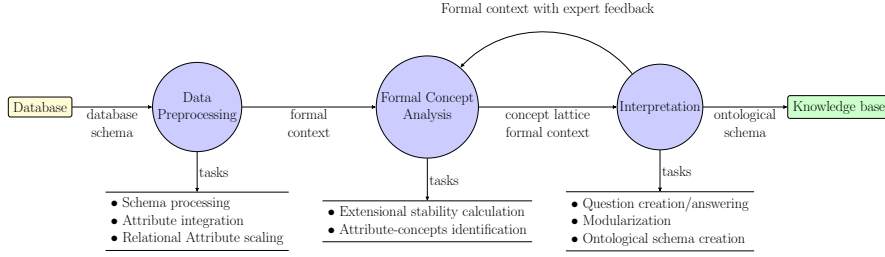 Formal context with expert feedback
Database
database
schema
Data
Preprocessing
formal
context
Formal Concept
Analysis
concept lattice
formal context
Interpretation
ontological
schema
Knowledge base
tasks
• Schema processing
• Attribute integration
• Relational Attribute scaling
tasks
• Extensional stability calculation
• Attribute-concepts identification
tasks
• Question creation/answering
• Modularization
• Ontological schema creation